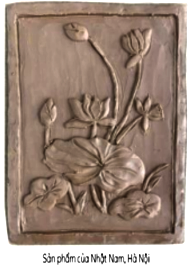 Sản phẩm của Nhật Nam, Hà Nội